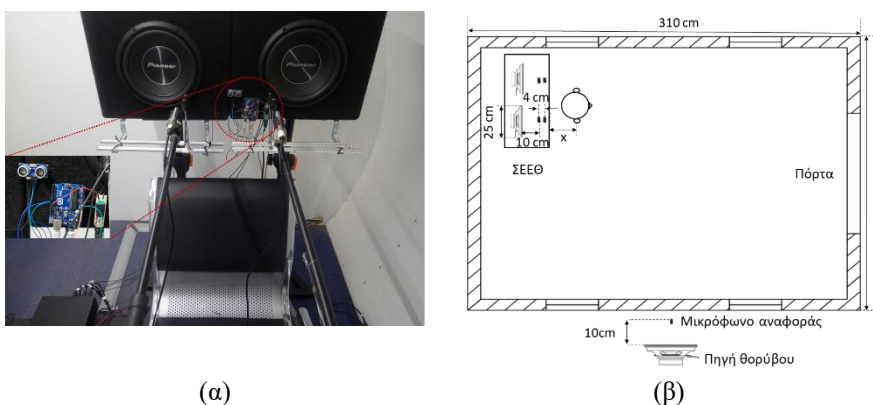 PIONEER
PIONEER
310 cm
4 cm
25 cm
10 cm
x
ΣΕΕΘ
Πόρτα
Μικρόφωνο αναφοράς
10cm
Πηγή θορύβου
(α)
(β)